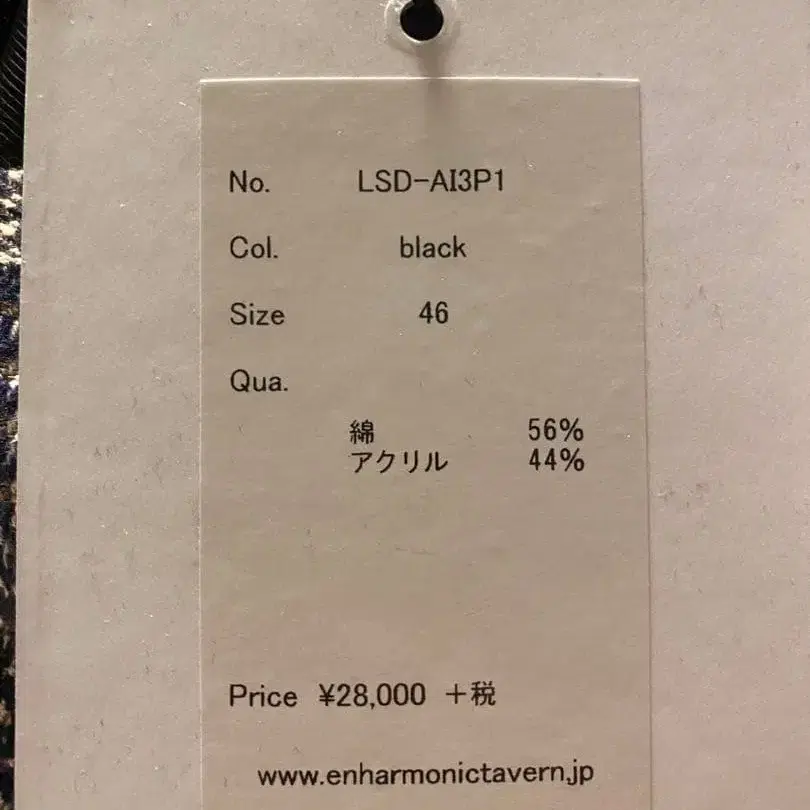 No. LSD-AI3P1
Col. black
Size 46
Qua.
綿 56%
アクリル 44%
Price ¥28,000 +税
www.enharmonictavern.jp